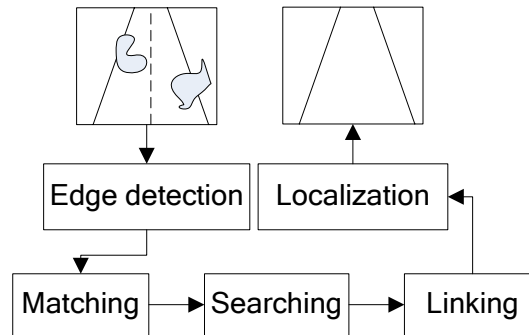 Edge detection
Localization
Matching
Searching
Linking